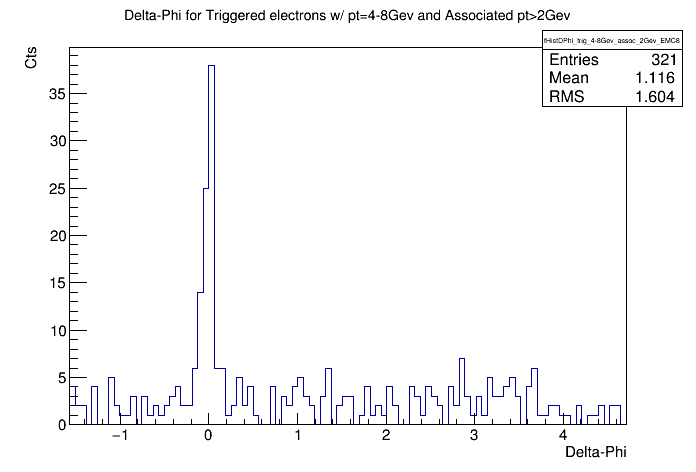 Delta-Phi for Triggered electrons w/ pt=4-8Gev and Associated pt>2Gev
fHistDPhi_trig_4-8Gev_assoc_2Gev_EMC8
Entries 321
Mean 1.116
RMS 1.604
Cts
35
30
25
20
15
10
5
0
−1 0 1 2 3 4
Delta-Phi